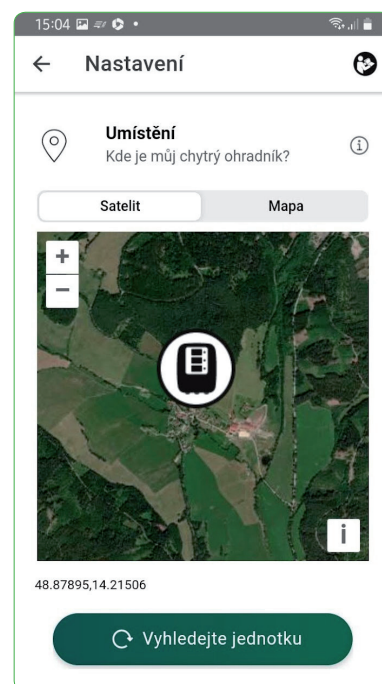 15:04
Nastavení
Umístění
Kde je můj chytrý ohradník?
Satelit
Mapa
+
−
i
48.87895,14.21506
Vyhledejte jednotku